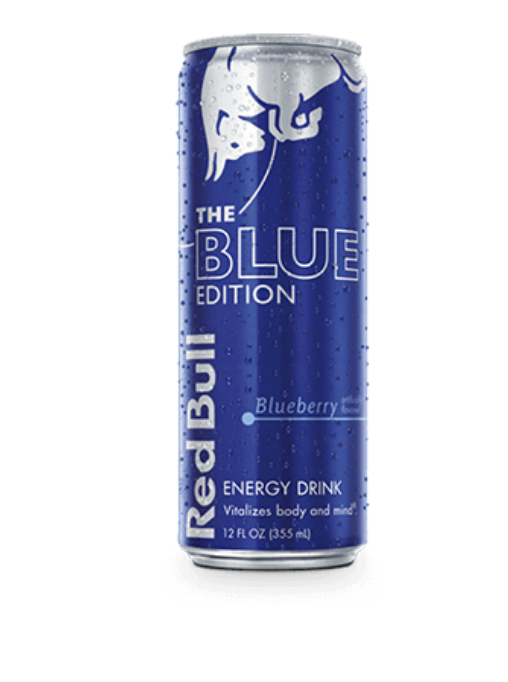 THE
BLUE
EDITION
Red Bull
Blueberry
ENERGY DRINK
Vitalizes body and mind®.
12 FL OZ (355 mL)